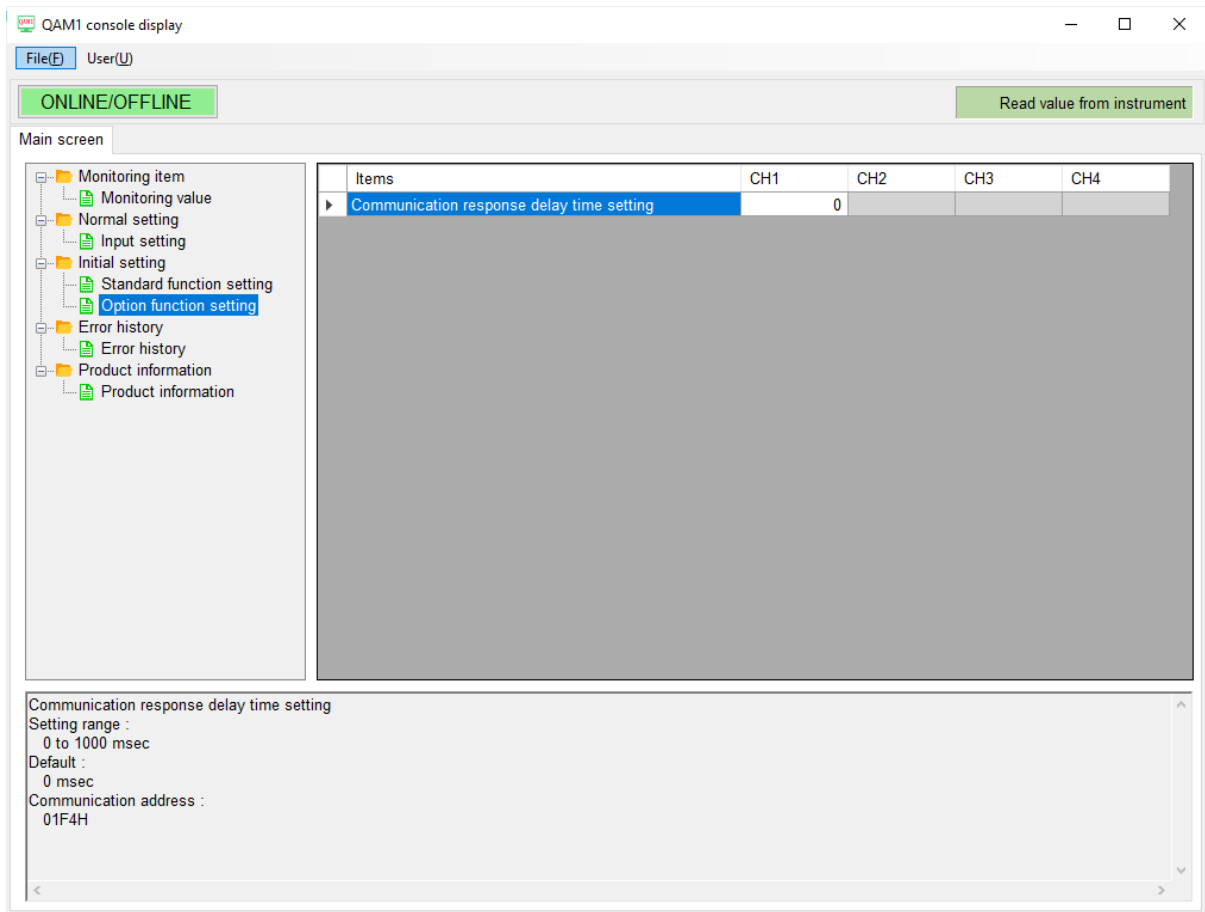 QAM1 console display
File(F) User(U)
ONLINE/OFFLINE
Read value from instrument
Main screen
Monitoring item
Monitoring value
Normal setting
Input setting
Initial setting
Standard function setting
Option function setting
Error history
Error history
Product information
Product information
Items CH1 CH2 CH3 CH4
Communication response delay time setting 0
Communication response delay time setting
Setting range :
0 to 1000 msec
Default :
0 msec
Communication address :
01F4H